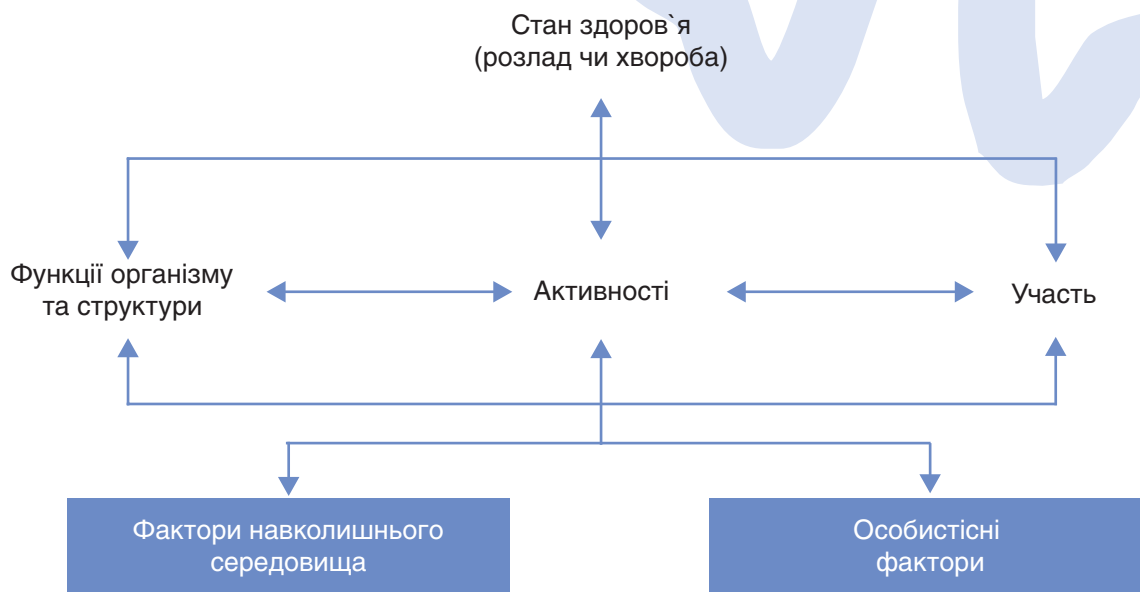 Стан здоров`я
(розлад чи хвороба)
Функції організму
та структури
Активності
Участь
Фактори навколишнього
середовища
Особистісні
фактори